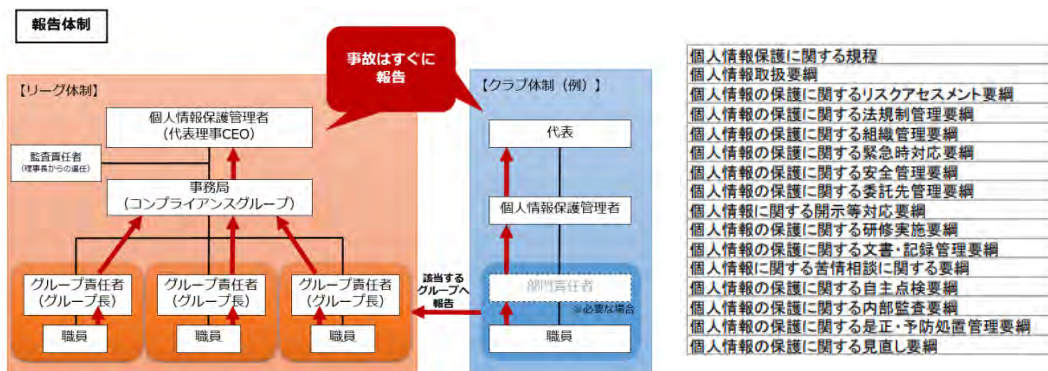 報告体制
事故はすぐに
報告
【リーグ体制】
個人情報保護管理者
（代表理事CEO）
監査責任者
（理事長からの選任）
事務局
（コンプライアンスグループ）
グループ責任者
（グループ長）
職員
グループ責任者
（グループ長）
職員
グループ責任者
（グループ長）
職員
該当する
グループへ
報告
【クラブ体制（例）】
代表
個人情報保護管理者
部門責任者
※必要な場合
職員
個人情報保護に関する規程
個人情報取扱要綱
個人情報の保護に関するリスクアセスメント要綱
個人情報の保護に関する法規制管理要綱
個人情報の保護に関する組織管理要綱
個人情報の保護に関する緊急時対応要綱
個人情報の保護に関する安全管理要綱
個人情報の保護に関する委託先管理要綱
個人情報に関する開示等対応要綱
個人情報の保護に関する研修実施要綱
個人情報の保護に関する文書・記録管理要綱
個人情報に関する苦情相談に関する要綱
個人情報の保護に関する自主点検要綱
個人情報の保護に関する内部監査要綱
個人情報の保護に関する是正・予防処置管理要綱
個人情報の保護に関する見直し要綱